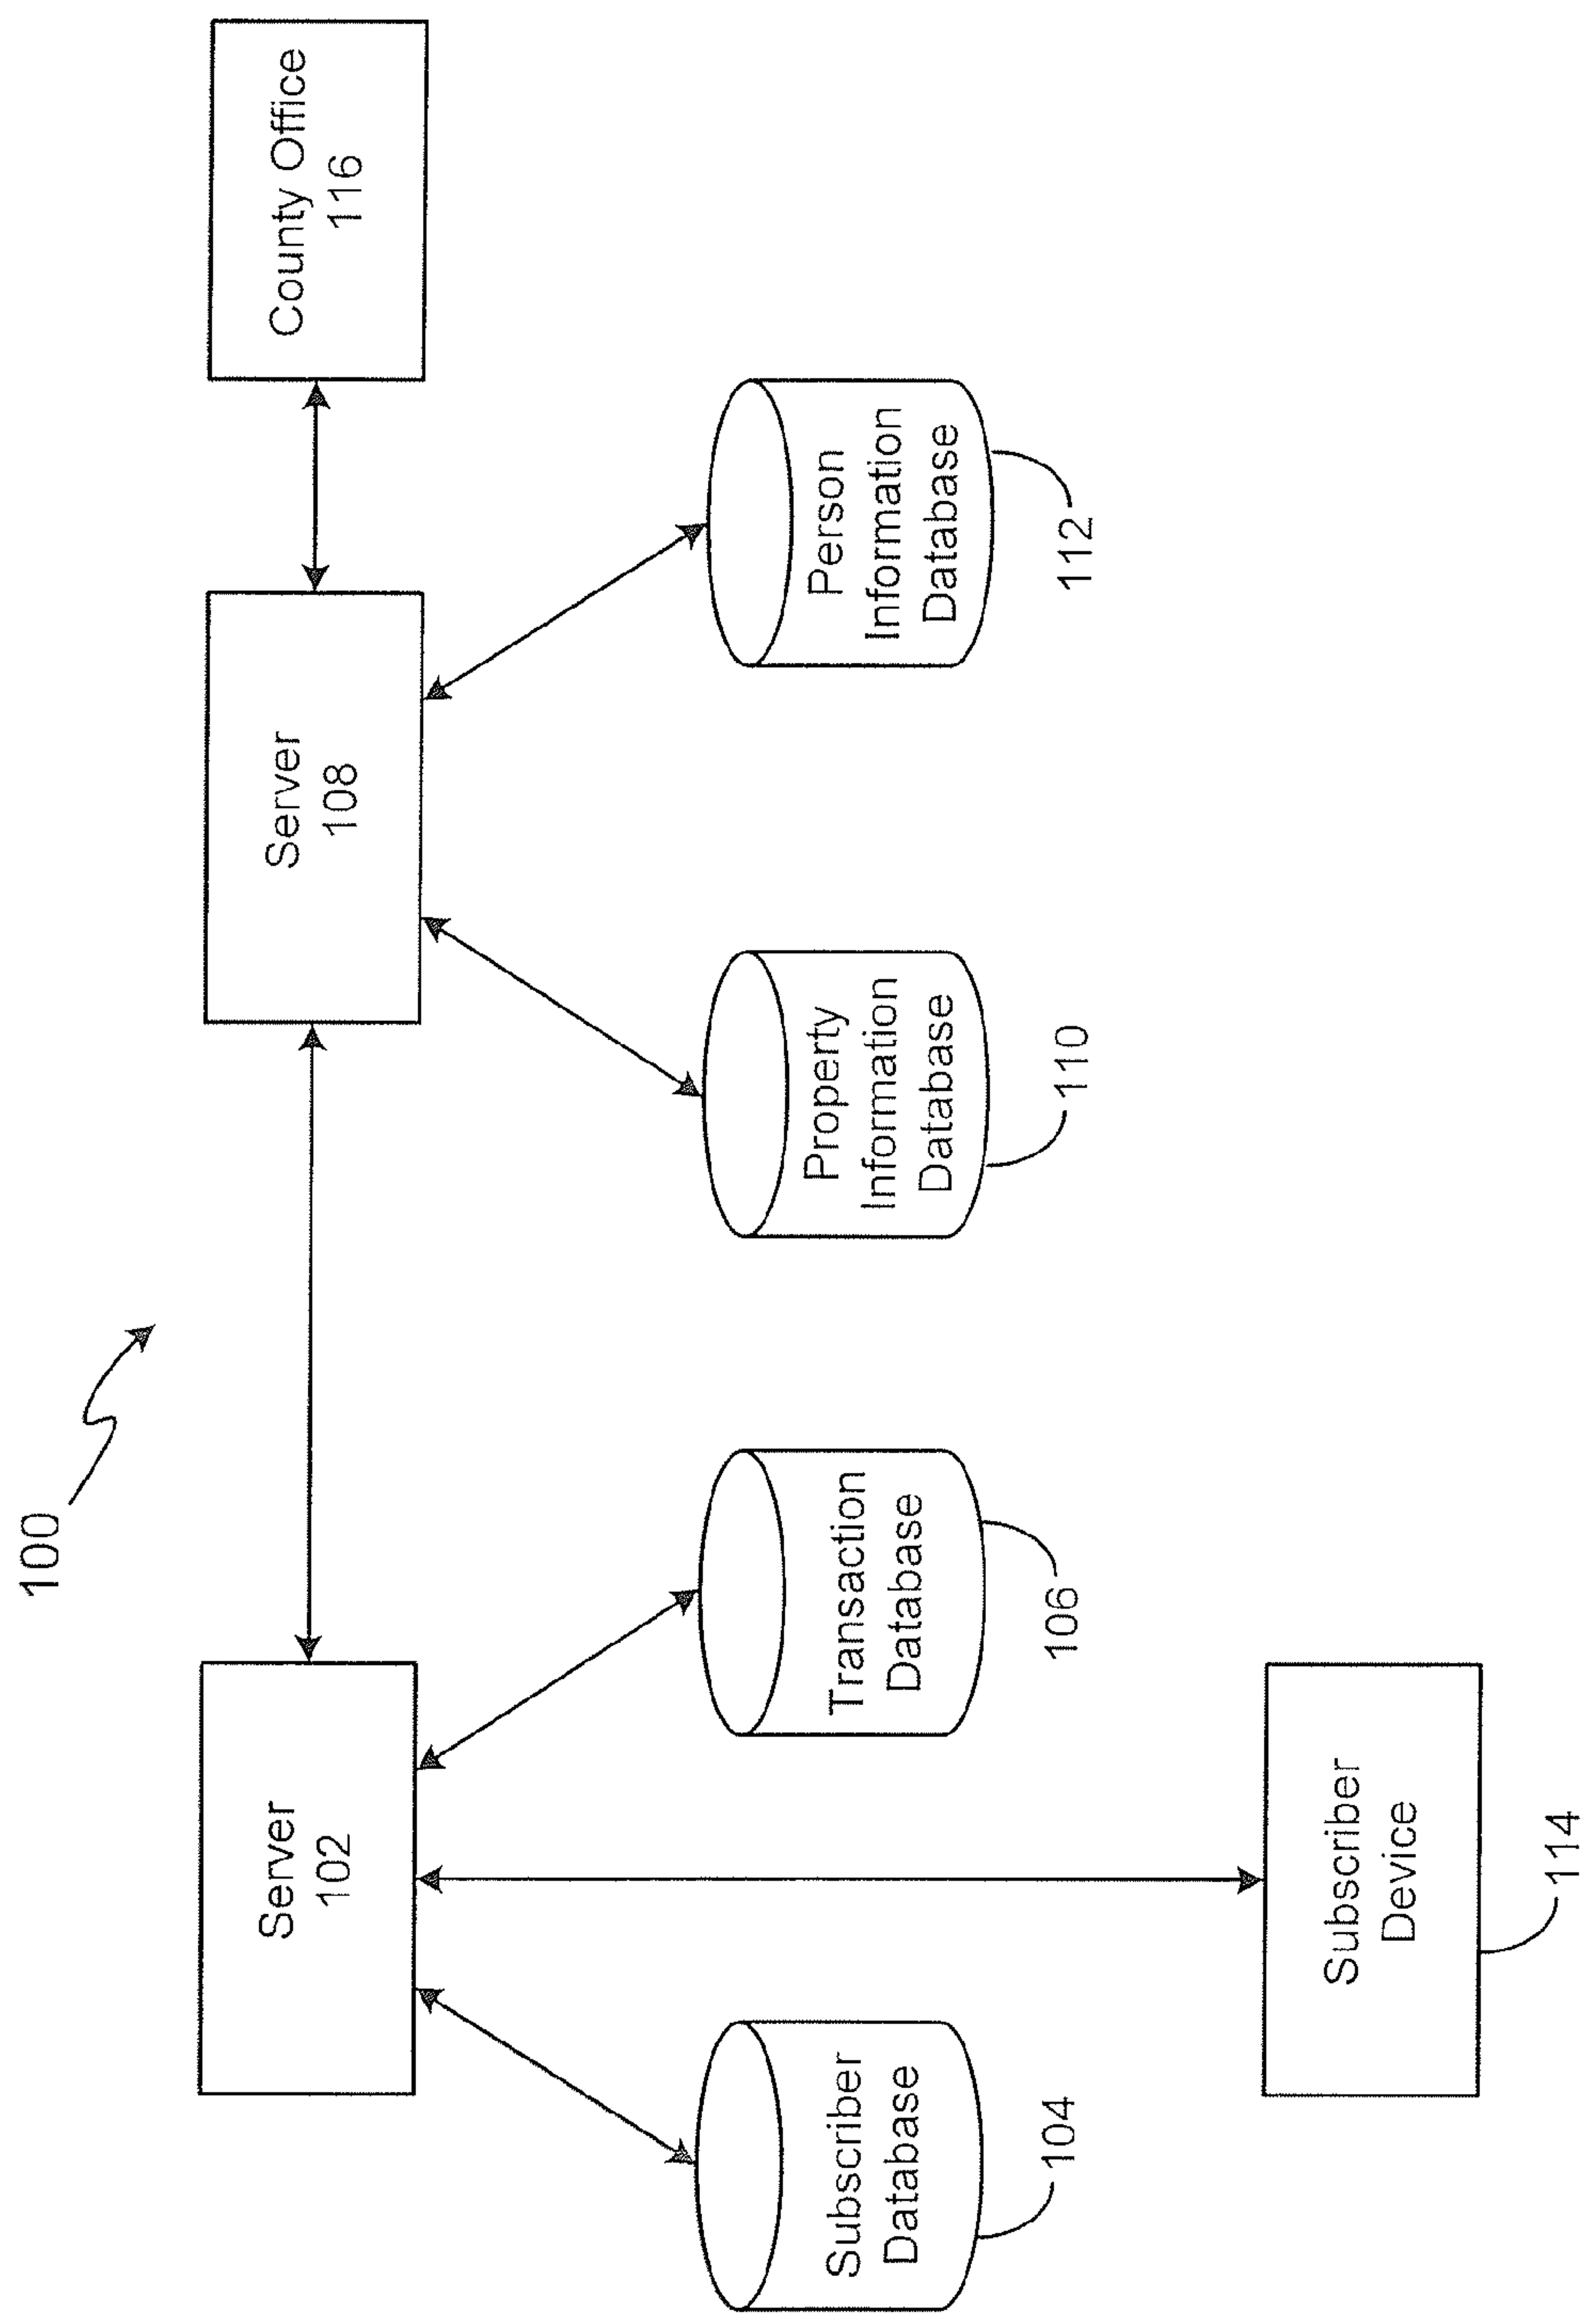 100
Server
102
Server
108
County Office
116
Subscriber
Database
104
Transaction
Database
106
Property
Information
Database
110
Person
Information
Database
112
Subscriber
Device
114